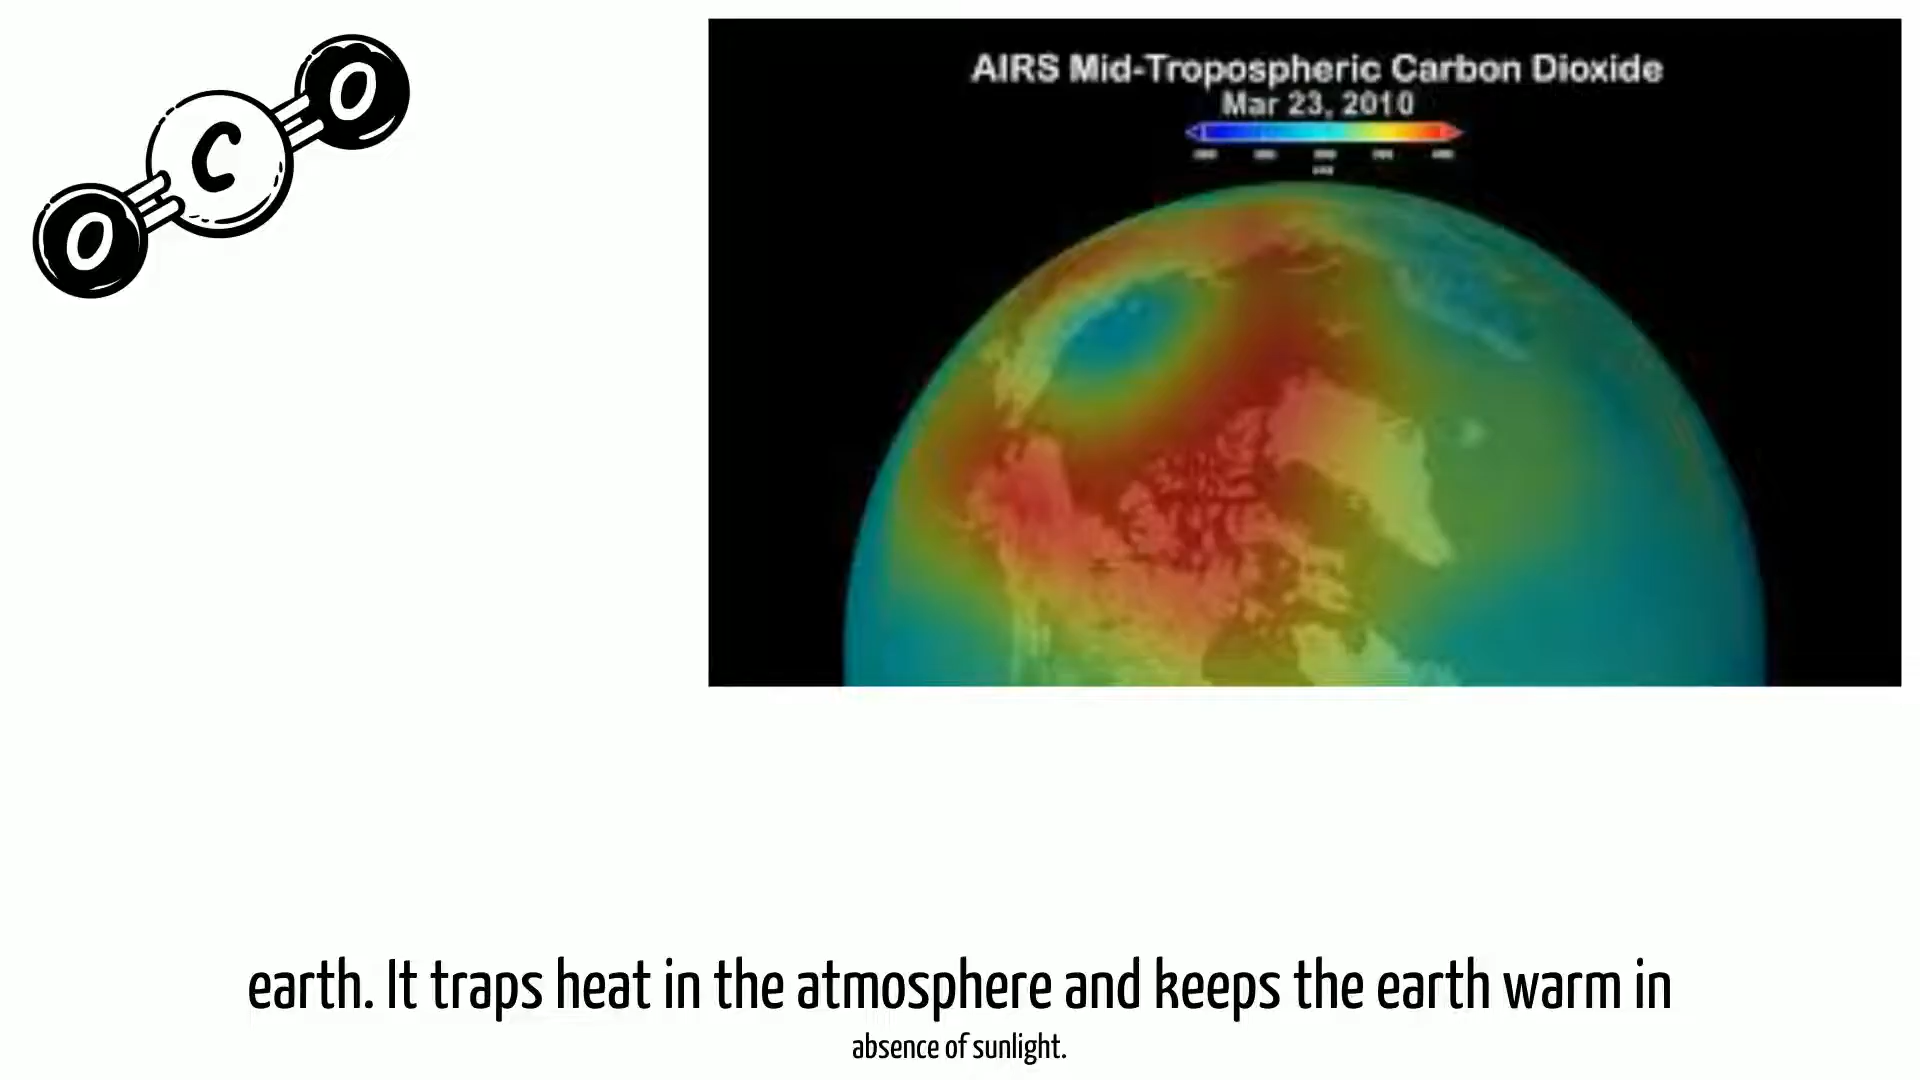 O
C
O
AIRS Mid-Tropospheric Carbon Dioxide
Mar 23, 2010
earth. It traps heat in the atmosphere and keeps the earth warm in
absence of sunlight.